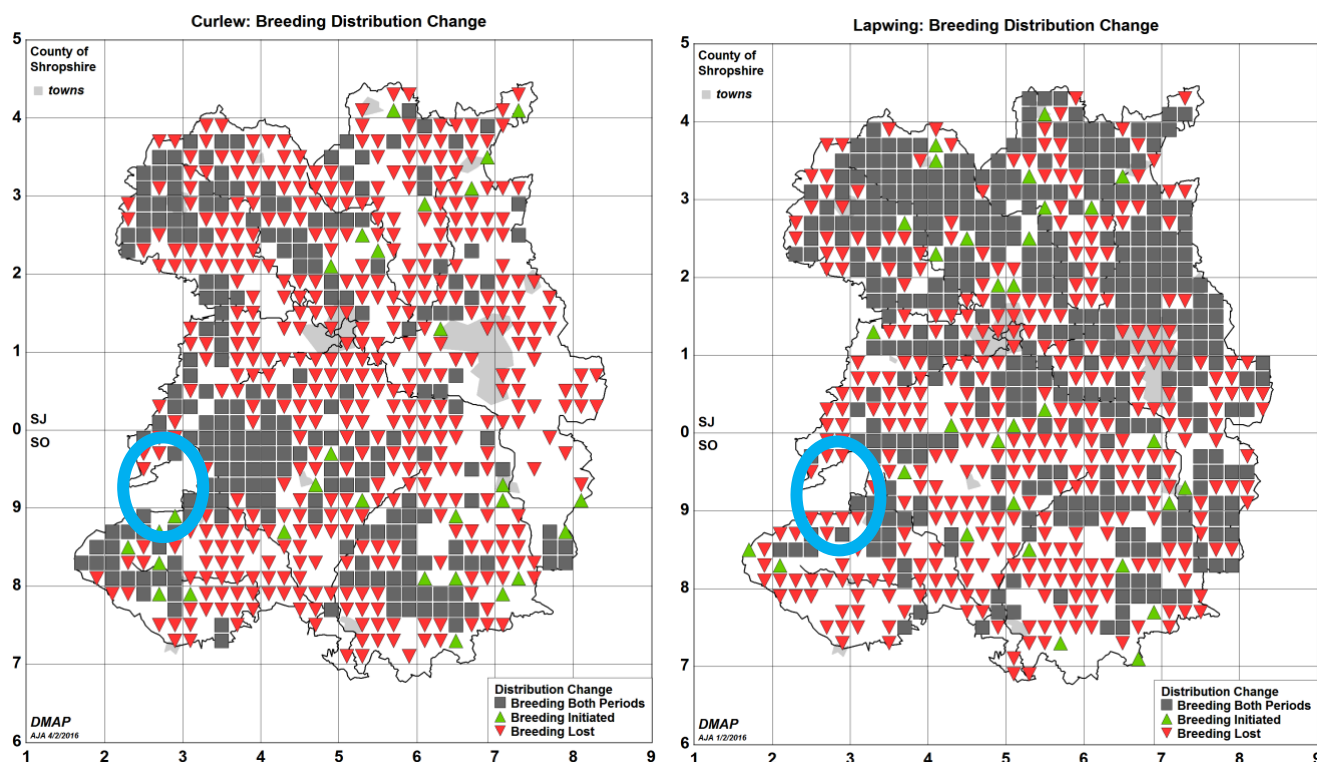 Curlew: Breeding Distribution Change
5
County of
Shropshire
towns
4
3
2
1
SJ
0
SO
9
8
7
Distribution Change
Breeding Both Periods
Breeding Initiated
Breeding Lost
DMAP
AJA 4/2/2016
6
1 2 3 4 5 6 7 8 9
Lapwing: Breeding Distribution Change
5
County of
Shropshire
towns
4
3
2
1
SJ
0
SO
9
8
7
Distribution Change
Breeding Both Periods
Breeding Initiated
Breeding Lost
DMAP
AJA 1/2/2016
6
1 2 3 4 5 6 7 8 9